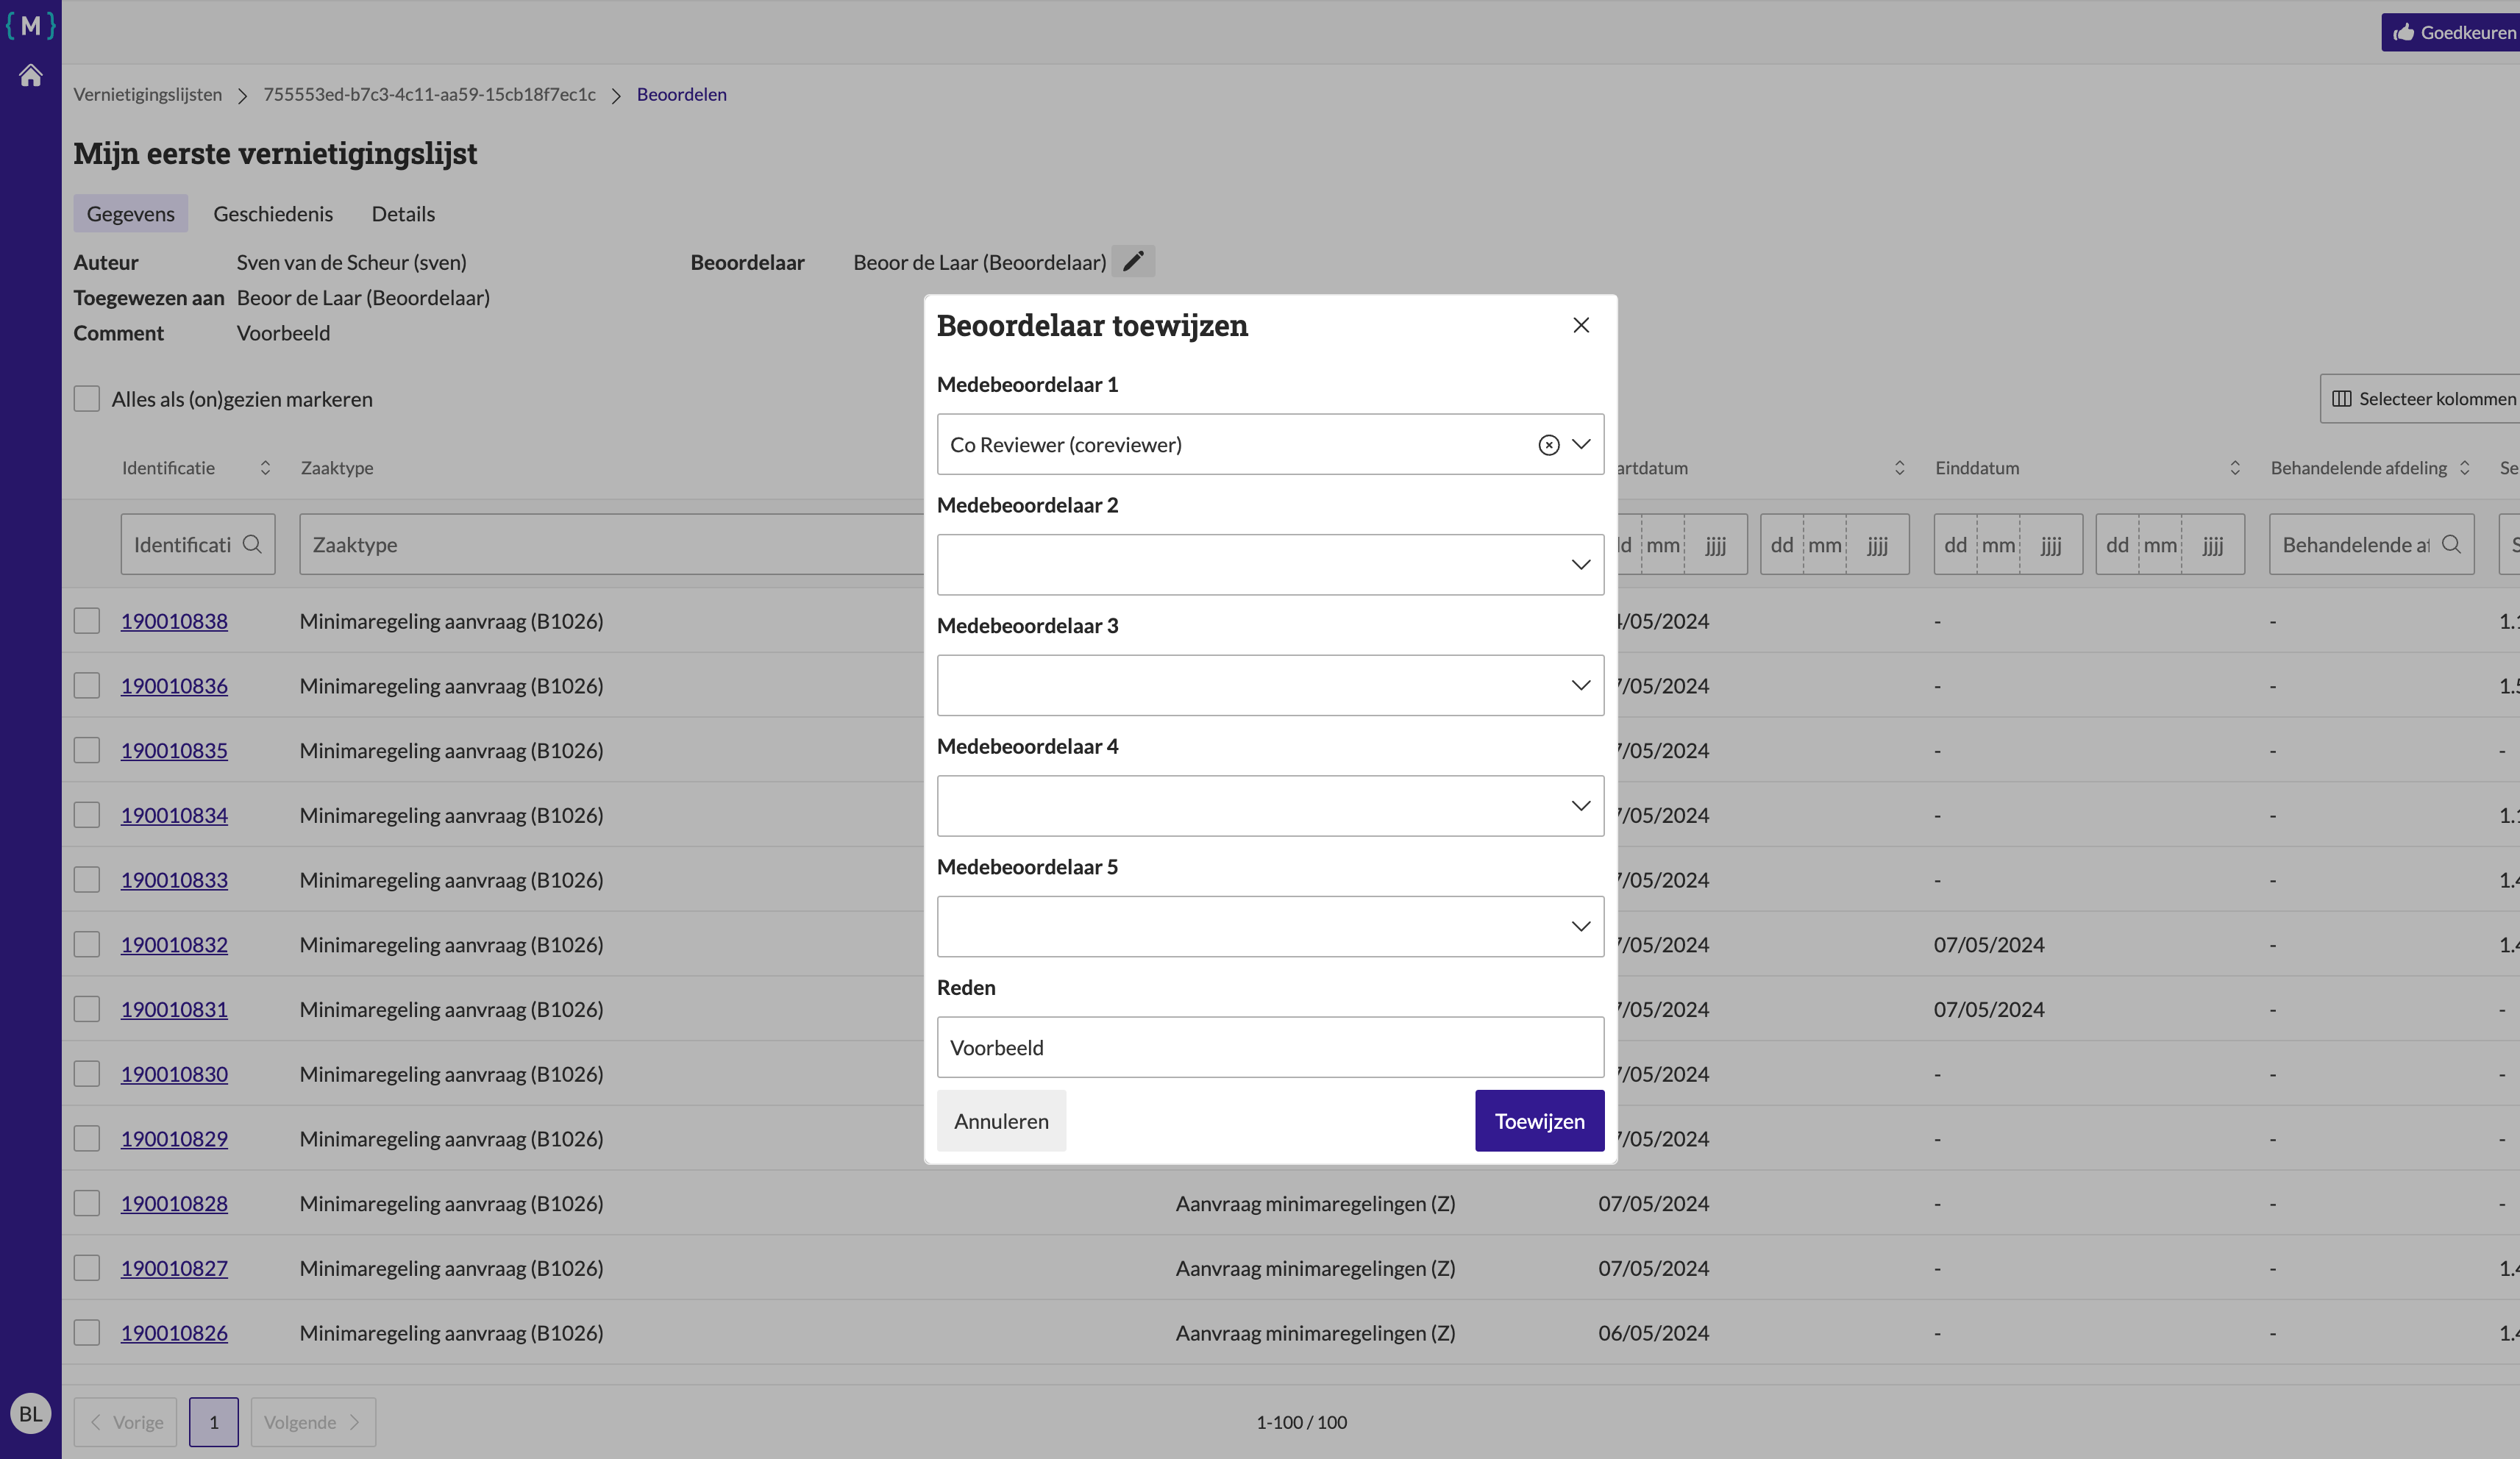 {M}
Goedkeuren
Vernietigingslijsten > 755553ed-b7c3-4c11-aa59-15cb18f7ec1c > Beoordelen
Mijn eerste vernietigingslijst
Gegevens Geschiedenis Details
Auteur Sven van de Scheur (sven) Beoordelaar Beoor de Laar (Beoordelaar)
Toegewezen aan Beoor de Laar (Beoordelaar)
Comment Voorbeeld
Alles als (on)gezien markeren
Selecteer kolommen
Identificatie Zaaktype artdatum Einddatum Behandelende afdeling Se
Identificati Zaaktype mm jjjj dd mm jjjj dd mm jjjj dd mm jjjj Behandelende
190010838 Minimaregeling aanvraag (B1026) /05/2024 - -
190010836 Minimaregeling aanvraag (B1026) /05/2024 - -
190010835 Minimaregeling aanvraag (B1026) /05/2024 - - -
190010834 Minimaregeling aanvraag (B1026) /05/2024 - -
190010833 Minimaregeling aanvraag (B1026) /05/2024 - -
190010832 Minimaregeling aanvraag (B1026) /05/2024 07/05/2024 -
190010831 Minimaregeling aanvraag (B1026) /05/2024 07/05/2024 - -
190010830 Minimaregeling aanvraag (B1026) /05/2024 - - -
190010829 Minimaregeling aanvraag (B1026) /05/2024 - - -
190010828 Minimaregeling aanvraag (B1026) Aanvraag minimaregelingen (Z) 07/05/2024 - - -
190010827 Minimaregeling aanvraag (B1026) Aanvraag minimaregelingen (Z) 07/05/2024 - -
190010826 Minimaregeling aanvraag (B1026) Aanvraag minimaregelingen (Z) 06/05/2024 - -
Beoordelaar toewijzen
Medebeoordelaar 1
Co Reviewer (coreviewer)
Medebeoordelaar 2
Medebeoordelaar 3
Medebeoordelaar 4
Medebeoordelaar 5
Reden
Voorbeeld
Annuleren Toewijzen
BL
Vorige 1 Volgende 1-100 / 100